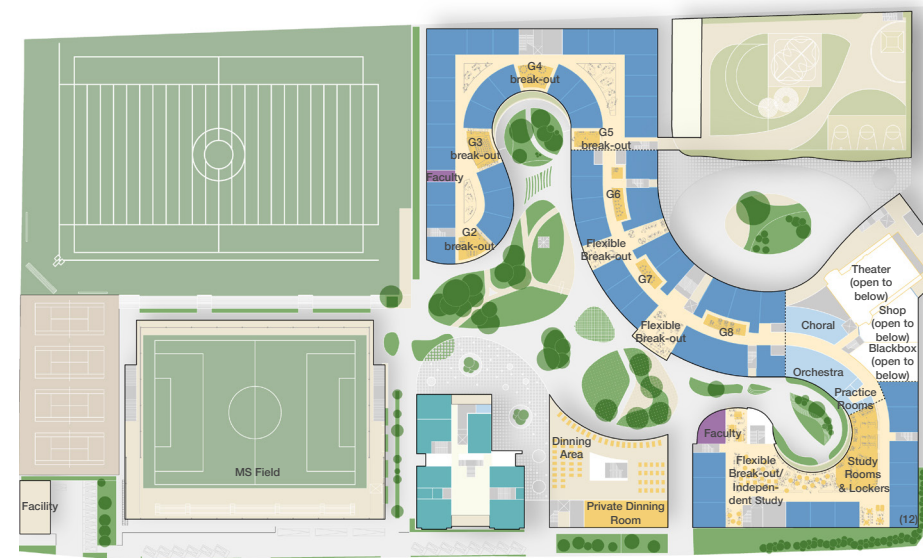 G4
break-out
G5
break-out
G3
break-out
Faculty
G6
G2
break-out
Flexible
Break-out
G7
Theater
(open to
below)
Shop
(open to
below)
Blackbox
(open to
below)
Choral
Flexible
Break-out
G8
Orchestra
Practice
Rooms
Faculty
Dinning
Area
Flexible
Break-out/
Indepen-
dent Study
Study
Rooms
& Lockers
MS Field
Facility
Private Dinning
Room
(12)